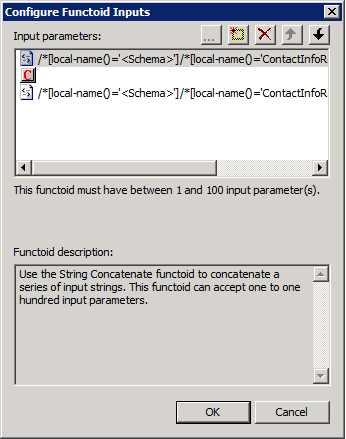 Configure Functoid Inputs
Input parameters:
...
/*[local-name()='<Schema>']/*[local-name()='ContactInfoR
C
/*[local-name()='<Schema>']/*[local-name()='ContactInfoR
This functoid must have between 1 and 100 input parameter(s).
Functoid description:
Use the String Concatenate functoid to concatenate a
series of input strings. This functoid can accept one to one
hundred input parameters.
OK
Cancel